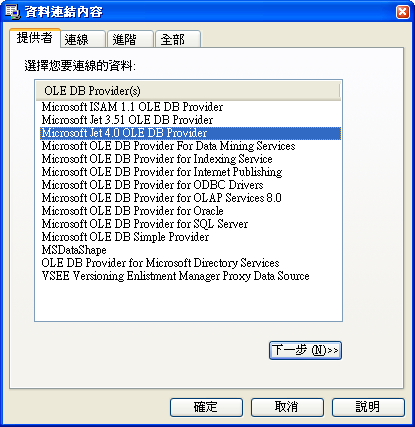 資料連結內容
提供者 連線 進階 全部
選擇您要連線的資料:
OLE DB Provider(s)
Microsoft ISAM 1.1 OLE DB Provider
Microsoft Jet 3.51 OLE DB Provider
Microsoft Jet 4.0 OLE DB Provider
Microsoft OLE DB Provider For Data Mining Services
Microsoft OLE DB Provider for Indexing Service
Microsoft OLE DB Provider for Internet Publishing
Microsoft OLE DB Provider for ODBC Drivers
Microsoft OLE DB Provider for OLAP Services 8.0
Microsoft OLE DB Provider for Oracle
Microsoft OLE DB Provider for SQL Server
Microsoft OLE DB Simple Provider
MSDataShape
OLE DB Provider for Microsoft Directory Services
VSEE Versioning Enlistment Manager Proxy Data Source
下一步 (N)>>
確定 取消 說明